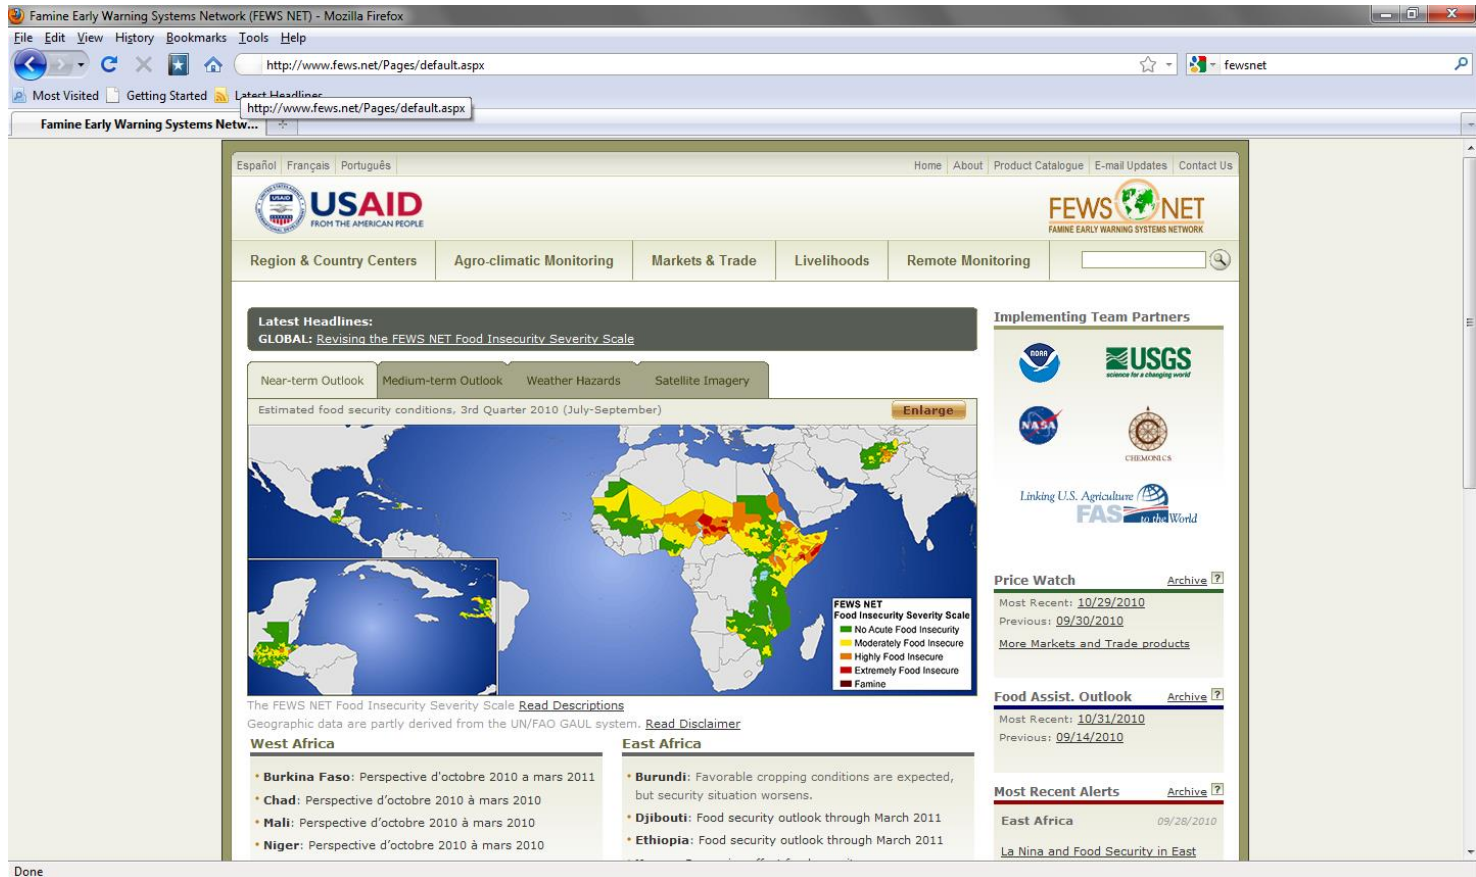 Famine Early Warning Systems Network (FEWS NET) - Mozilla Firefox
File Edit View History Bookmarks Tools Help
http://www.fews.net/Pages/default.aspx
fewsnet
Most Visited Getting Started Latest Headlines
http://www.fews.net/Pages/default.aspx
Famine Early Warning Systems Netw...
Español Français Português
Home About Product Catalogue E-mail Updates Contact Us
USAID
USAID
FROM THE AMERICAN PEOPLE
FEWS NET
FAMINE EARLY WARNING SYSTEMS NETWORK
Region & Country Centers Agro-climatic Monitoring Markets & Trade Livelihoods Remote Monitoring
Latest Headlines:
GLOBAL: Revising the FEWS NET Food Insecurity Severity Scale
Near-term Outlook Medium-term Outlook Weather Hazards Satellite Imagery
Estimated food security conditions, 3rd Quarter 2010 (July-September)
Enlarge
FEWS NET
Food Insecurity Severity Scale
No Acute Food Insecurity
Moderately Food Insecure
Highly Food Insecure
Extremely Food Insecure
Famine
The FEWS NET Food Insecurity Severity Scale Read Descriptions
Geographic data are partly derived from the UN/FAO GAUL system. Read Disclaimer
West Africa
Burkina Faso: Perspective d'octobre 2010 a mars 2011
Chad: Perspective d'octobre 2010 à mars 2010
Mali: Perspective d'octobre 2010 à mars 2010
Niger: Perspective d'octobre 2010 à mars 2010
East Africa
Burundi: Favorable cropping conditions are expected,
but security situation worsens.
Djibouti: Food security outlook through March 2011
Ethiopia: Food security outlook through March 2011
Implementing Team Partners
NOAA
USGS
science for a changing world
NASA
CHEMONICS
Linking U.S. Agriculture
FAS to the World
Price Watch Archive ?
Most Recent: 10/29/2010
Previous: 09/30/2010
More Markets and Trade products
Food Assist. Outlook Archive ?
Most Recent: 10/31/2010
Previous: 09/14/2010
Most Recent Alerts Archive ?
East Africa 09/28/2010
La Nina and Food Security in East
Done